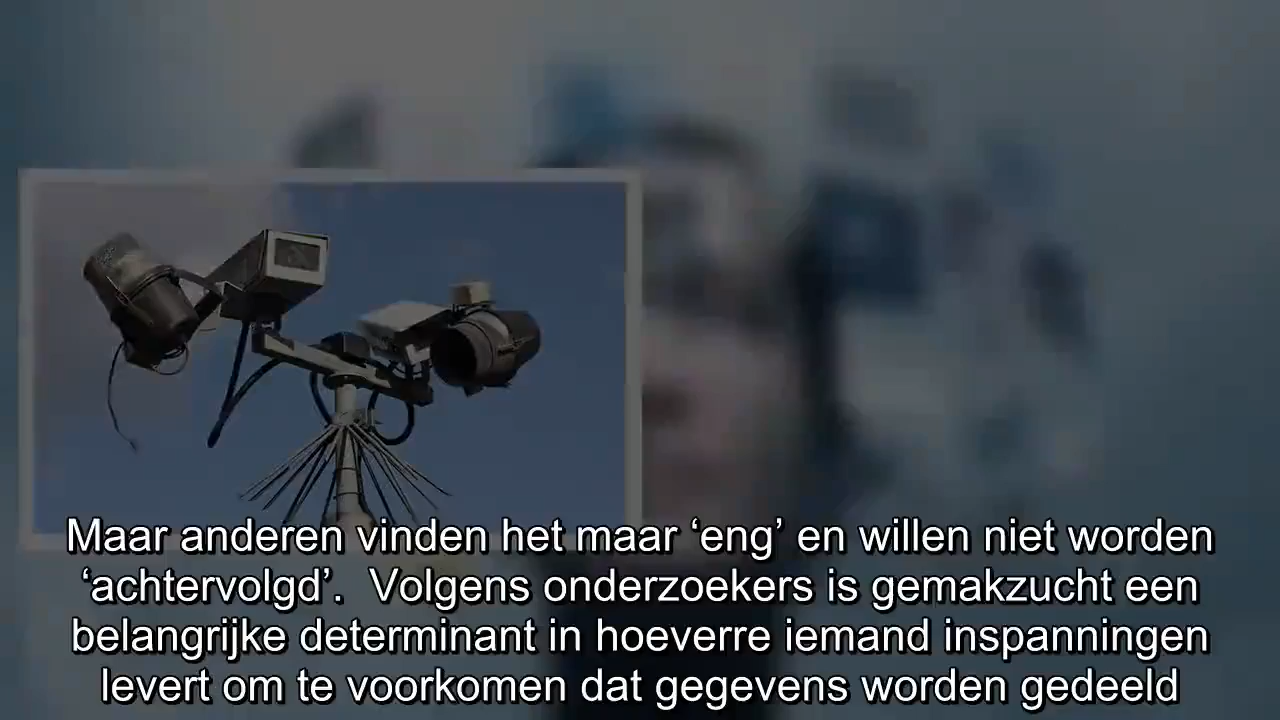 Maar anderen vinden het maar ‘eng’ en willen niet worden
‘achtervolgd’.  Volgens onderzoekers is gemakzucht een
belangrijke determinant in hoeverre iemand inspanningen
levert om te voorkomen dat gegevens worden gedeeld